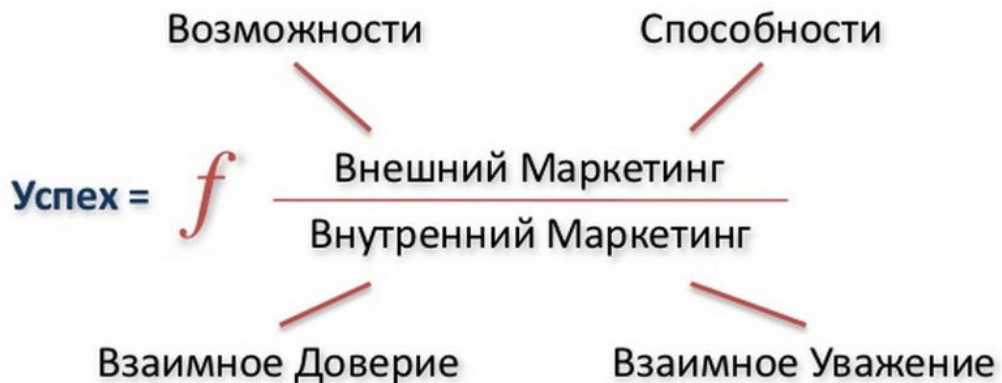 Возможности Способности
Успех = f Внешний Маркетинг
Внутренний Маркетинг
Взаимное Доверие Взаимное Уважение